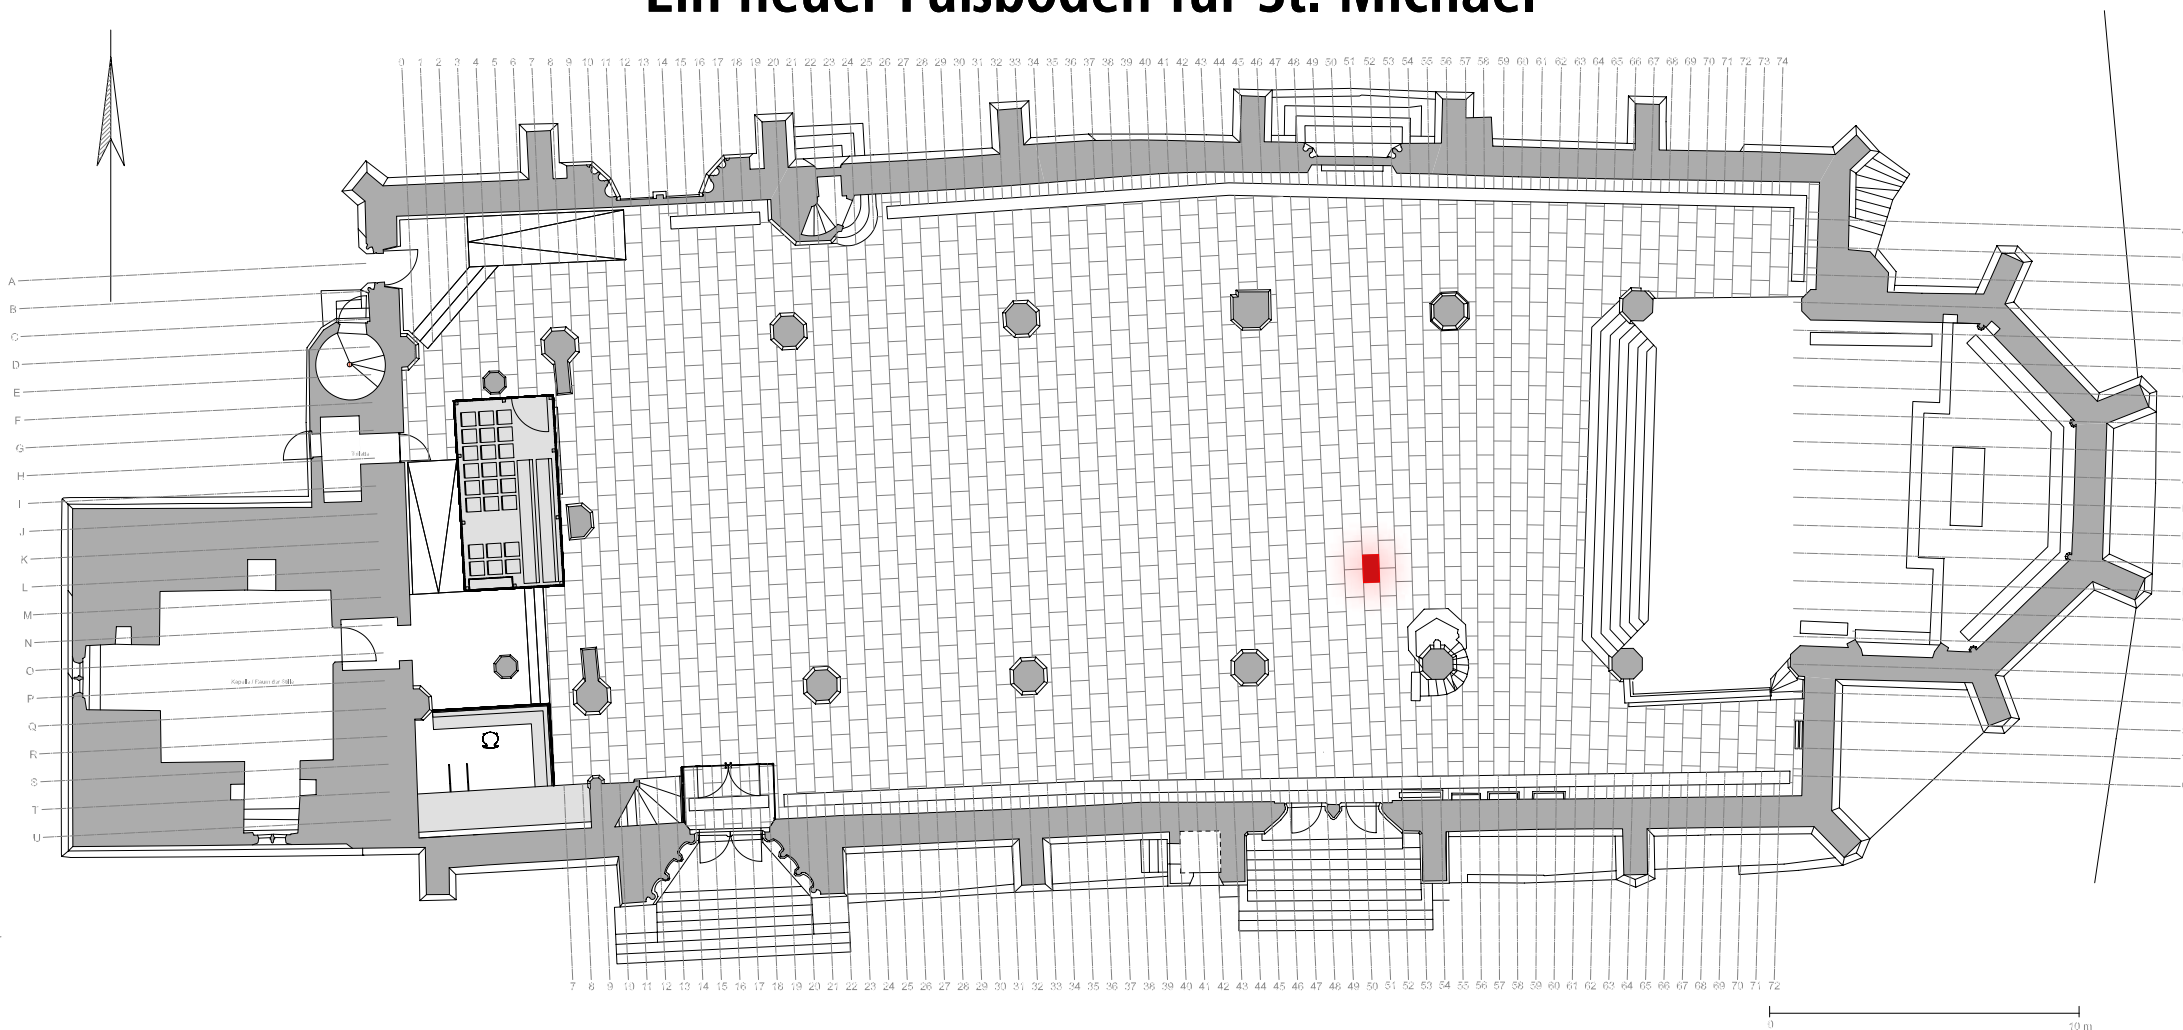 Ein neuer Fußboden für St. Michael
0 1 2 3 4 5 6 7 8 9 10 11 12 13 14 15 16 17 18 19 20 21 22 23 24 25 26 27 28 29 30 31 32 33 34 35 36 37 38 39 40 41 42 43 44 45 46 47 48 49 50 51 52 53 54 55 56 57 58 59 60 61 62 63 64 65 66 67 68 69 70 71 72 73 74
A
B
C
D
E
F
G
H
I
J
K
L
M
N
O
P
Q
R
S
T
U
7 8 9 10 11 12 13 14 15 16 17 18 19 20 21 22 23 24 25 26 27 28 29 30 31 32 33 34 35 36 37 38 39 40 41 42 43 44 45 46 47 48 49 50 51 52 53 54 55 56 57 58 59 60 61 62 63 64 65 66 67 68 69 70 71 72
0 10 m